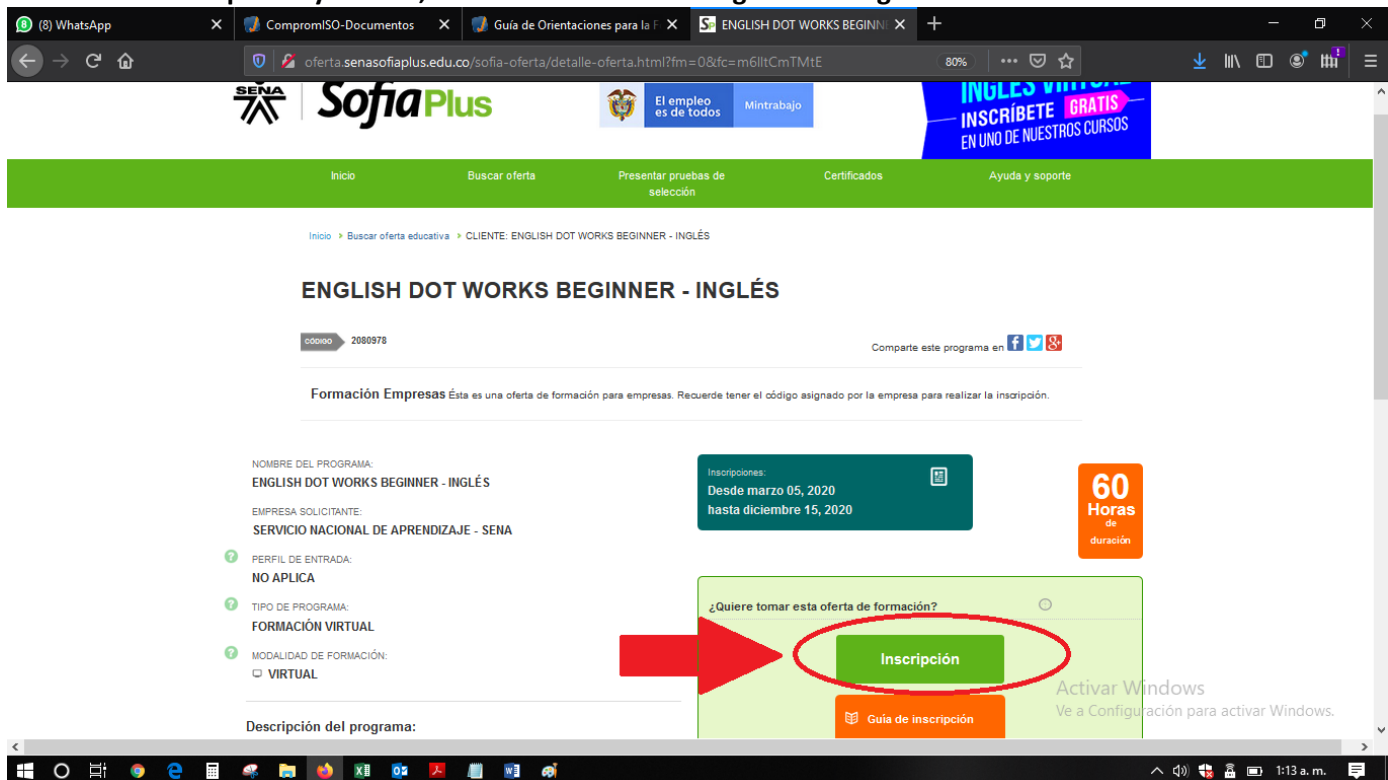 (8) WhatsApp
CompromISO-Documentos
Guía de Orientaciones para la F
ENGLISH DOT WORKS BEGINN
oferta.senasofiaplus.edu.co/sofia-oferta/detalle-oferta.html?fm=0&fc=m6lItCmTMtE
80%
SENA
Sofia Plus
El empleo
es de todos
Mintrabajo
INSCRÍBETE GRATIS
EN UNO DE NUESTROS CURSOS
Inicio
Buscar oferta
Presentar pruebas de
selección
Certificados
Ayuda y soporte
Inicio
Buscar oferta educativa
CLIENTE: ENGLISH DOT WORKS BEGINNER - INGLÉS
ENGLISH DOT WORKS BEGINNER - INGLÉS
CÓDIGO 2080978
Comparte este programa en
Formación Empresas Ésta es una oferta de formación para empresas. Recuerde tener el código asignado por la empresa para realizar la inscripción.
NOMBRE DEL PROGRAMA:
ENGLISH DOT WORKS BEGINNER - INGLÉS
EMPRESA SOLICITANTE:
SERVICIO NACIONAL DE APRENDIZAJE - SENA
PERFIL DE ENTRADA:
NO APLICA
TIPO DE PROGRAMA:
FORMACIÓN VIRTUAL
MODALIDAD DE FORMACIÓN:
VIRTUAL
Descripción del programa:
Inscripciones:
Desde marzo 05, 2020
hasta diciembre 15, 2020
60
Horas
de
duración
¿Quiere tomar esta oferta de formación?
Inscripción
Guía de inscripción
Activar Windows
Ve a Configuración para activar Windows.
1:13 a. m.